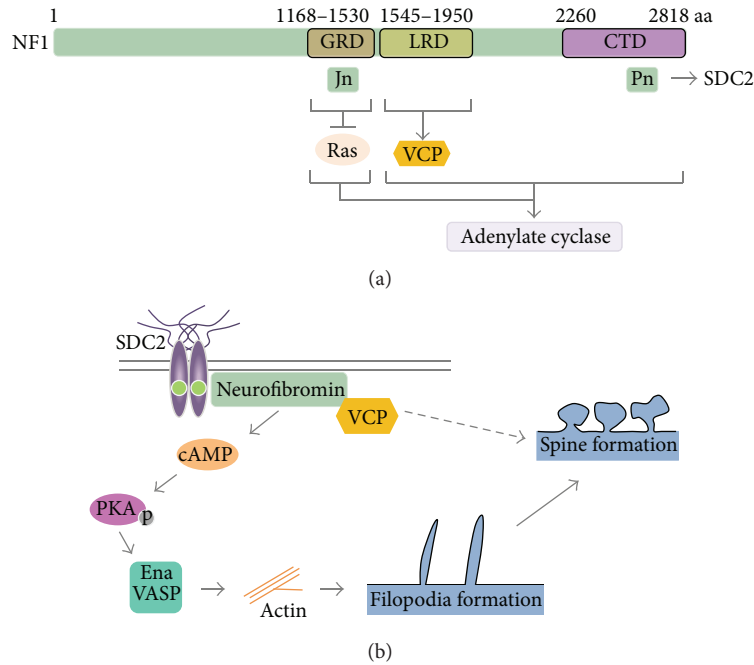 1 1168–1530 1545–1950 2260 2818 aa
NF1 GRD LRD CTD
Jn Pn SDC2
Ras VCP
Adenylate cyclase
(a)
SDC2
Neurofibromin
VCP
Spine formation
cAMP
PKA p
Ena
VASP
Actin
Filopodia formation
(b)